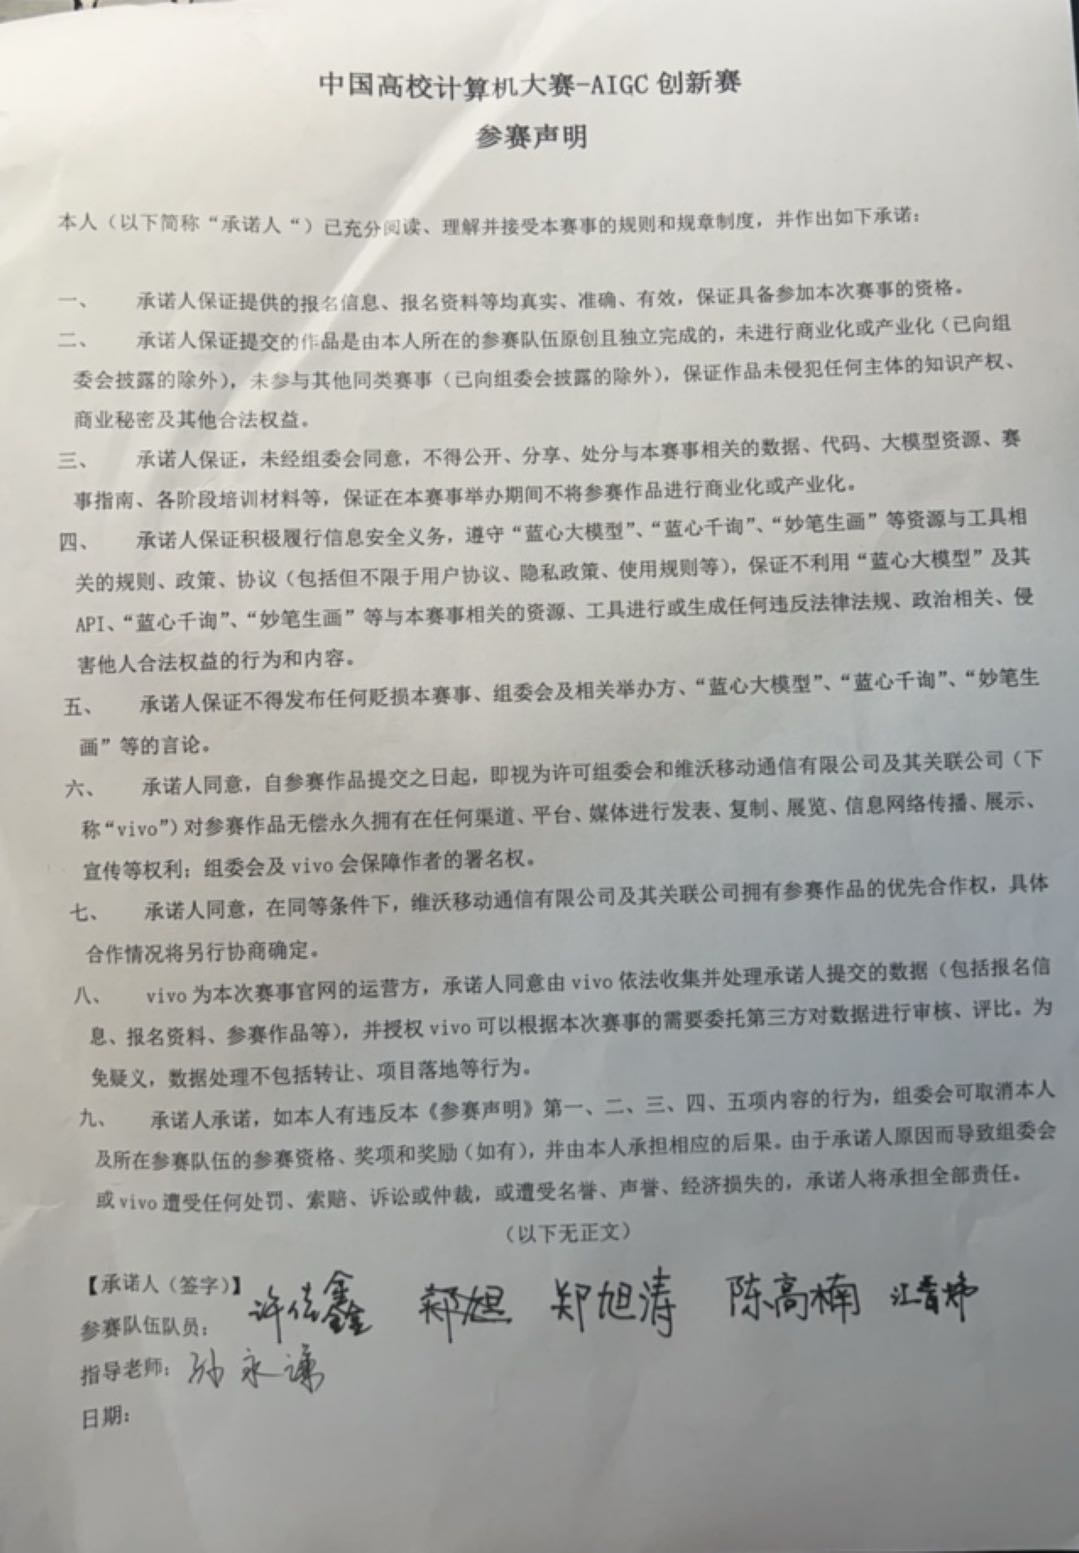 中国高校计算机大赛-AIGC 创新赛
参赛声明
本人（以下简称“承诺人“）已充分阅读、理解并接受本赛事的规则和规章制度，并作出如下承诺：
一、 承诺人保证提供的报名信息、报名资料等均真实、准确、有效，保证具备参加本次赛事的资格。
二、 承诺人保证提交的作品是由本人所在的参赛队伍原创且独立完成的，未进行商业化或产业化（已向组
委会披露的除外），未参与其他同类赛事（已向组委会披露的除外），保证作品未侵犯任何主体的知识产权、
商业秘密及其他合法权益。
三、 承诺人保证，未经组委会同意，不得公开、分享、处分与本赛事相关的数据、代码、大模型资源、赛
事指南、各阶段培训材料等，保证在本赛事举办期间不将参赛作品进行商业化或产业化。
四、 承诺人保证积极履行信息安全义务，遵守“蓝心大模型”、“蓝心千询”、“妙笔生画”等资源与工具相
关的规则、政策、协议（包括但不限于用户协议、隐私政策、使用规则等），保证不利用“蓝心大模型”及其
API、“蓝心千询”、“妙笔生画”等与本赛事相关的资源、工具进行或生成任何违反法律法规、政治相关、侵
害他人合法权益的行为和内容。
五、 承诺人保证不得发布任何贬损本赛事、组委会及相关举办方、“蓝心大模型”、“蓝心千询”、“妙笔生
画”等的言论。
六、 承诺人同意，自参赛作品提交之日起，即视为许可组委会和维沃移动通信有限公司及其关联公司（下
称“vivo”）对参赛作品无偿永久拥有在任何渠道、平台、媒体进行发表、复制、展览、信息网络传播、展示、
宣传等权利；组委会及 vivo 会保障作者的署名权。
七、 承诺人同意，在同等条件下，维沃移动通信有限公司及其关联公司拥有参赛作品的优先合作权，具体
合作情况将另行协商确定。
八、 vivo 为本次赛事官网的运营方，承诺人同意由 vivo 依法收集并处理承诺人提交的数据（包括报名信
息、报名资料、参赛作品等），并授权 vivo 可以根据本次赛事的需要委托第三方对数据进行审核、评比。为
免疑义，数据处理不包括转让、项目落地等行为。
九、 承诺人承诺，如本人有违反本《参赛声明》第一、二、三、四、五项内容的行为，组委会可取消本人
及所在参赛队伍的参赛资格、奖项和奖励（如有），并由本人承担相应的后果。由于承诺人原因而导致组委会
或 vivo 遭受任何处罚、索赔、诉讼或仲裁，或遭受名誉、声誉、经济损失的，承诺人将承担全部责任。
（以下无正文）
【承诺人（签字）】
参赛队伍队员： 郑旭涛 陈高楠
指导老师： 孙永谦
日期：